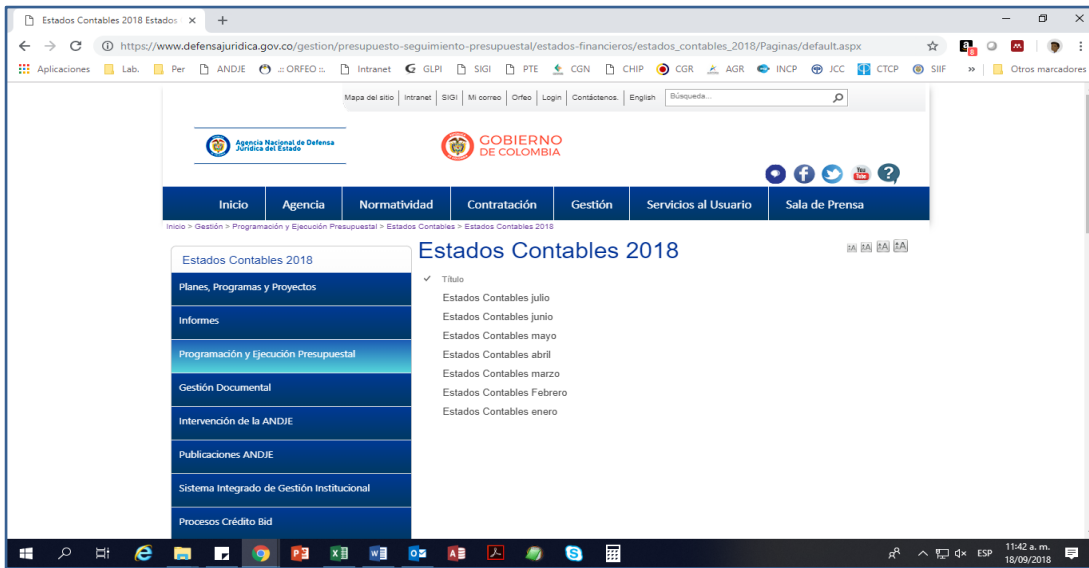 Estados Contables 2018 Estados
https://www.defensajuridica.gov.co/gestion/presupuesto-seguimiento-presupuestal/estados-financieros/estados_contables_2018/Paginas/default.aspx
Aplicaciones Lab. Per ANDJE .:: ORFEO ::. Intranet GLPI SIGI PTE CGN CHIP CGR AGR INCP JCC CTCP SIIF » Otros marcadores
Mapa del sitio | Intranet | SIGI | Mi correo | Orfeo | Login | Contáctenos. | English Búsqueda...
Agencia Nacional de Defensa
Jurídica del Estado
GOBIERNO
DE COLOMBIA
You
Tube
Inicio Agencia Normatividad Contratación Gestión Servicios al Usuario Sala de Prensa
Inicio > Gestión > Programación y Ejecución Presupuestal > Estados Contables > Estados Contables 2018
Estados Contables 2018
Planes, Programas y Proyectos
Informes
Programación y Ejecución Presupuestal
Gestión Documental
Intervención de la ANDJE
Publicaciones ANDJE
Sistema Integrado de Gestión Institucional
Procesos Crédito Bid
Estados Contables 2018
Título
Estados Contables julio
Estados Contables junio
Estados Contables mayo
Estados Contables abril
Estados Contables marzo
Estados Contables Febrero
Estados Contables enero
ESP
11:42 a. m.
18/09/2018